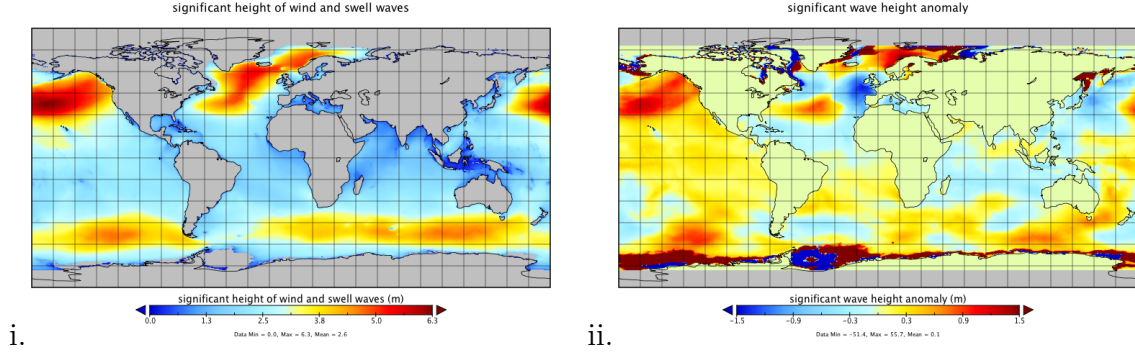 significant height of wind and swell waves
significant height of wind and swell waves (m)
0.0 1.3 2.5 3.8 5.0 6.3
Data Min = 0.0, Max = 6.3, Mean = 2.6
i.
significant wave height anomaly
significant wave height anomaly (m)
-1.5 -0.9 -0.3 0.3 0.9 1.5
Data Min = -51.4, Max = 55.7, Mean = 0.1
ii.